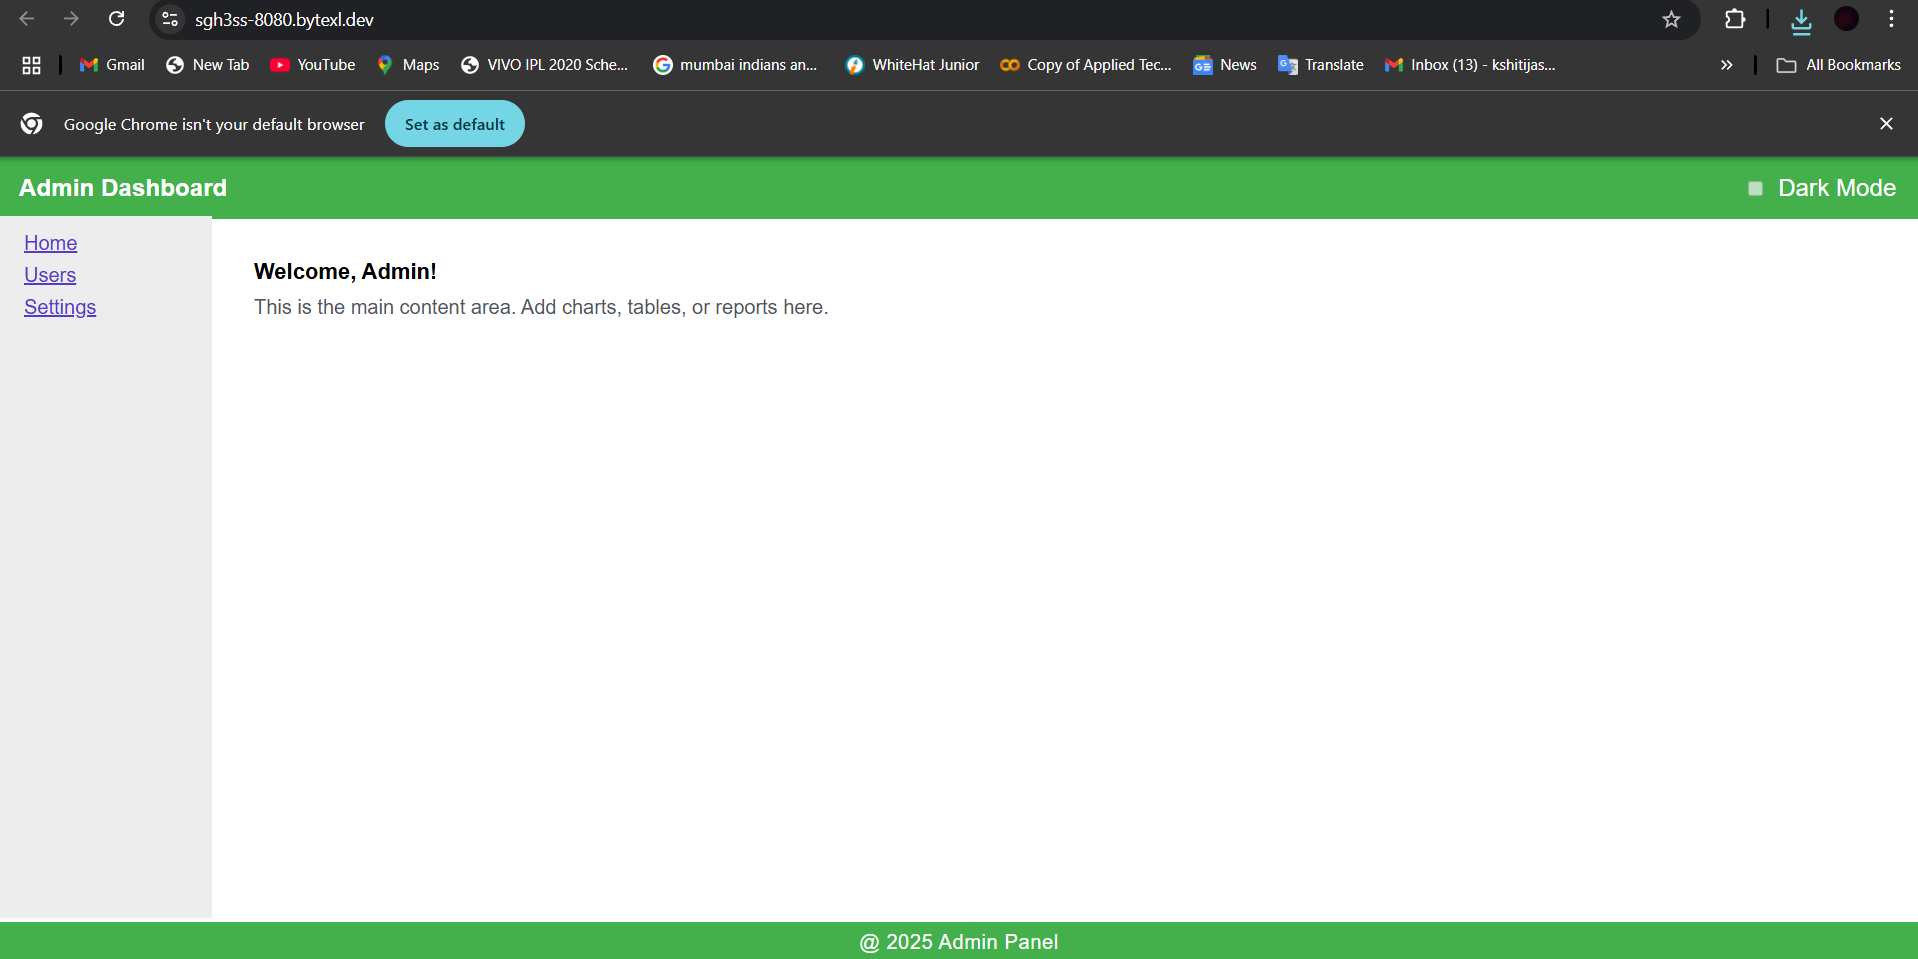 sgh3ss-8080.bytexl.dev
Gmail New Tab YouTube Maps VIVO IPL 2020 Sche... mumbai indians an... WhiteHat Junior Copy of Applied Tec... News Translate Inbox (13) - kshitijas... » All Bookmarks
Google Chrome isn't your default browser Set as default
Admin Dashboard Dark Mode
Home
Users
Settings
Welcome, Admin!
This is the main content area. Add charts, tables, or reports here.
@ 2025 Admin Panel